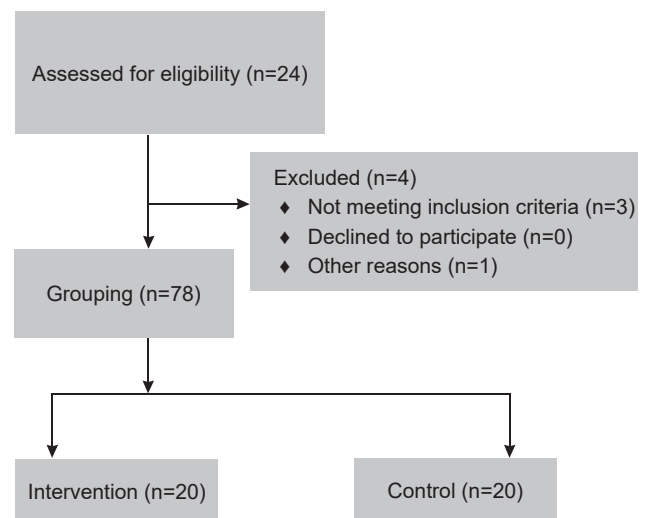 Assessed for eligibility (n=24)
Excluded (n=4)
♦ Not meeting inclusion criteria (n=3)
♦ Declined to participate (n=0)
♦ Other reasons (n=1)
Grouping (n=78)
Intervention (n=20)
Control (n=20)